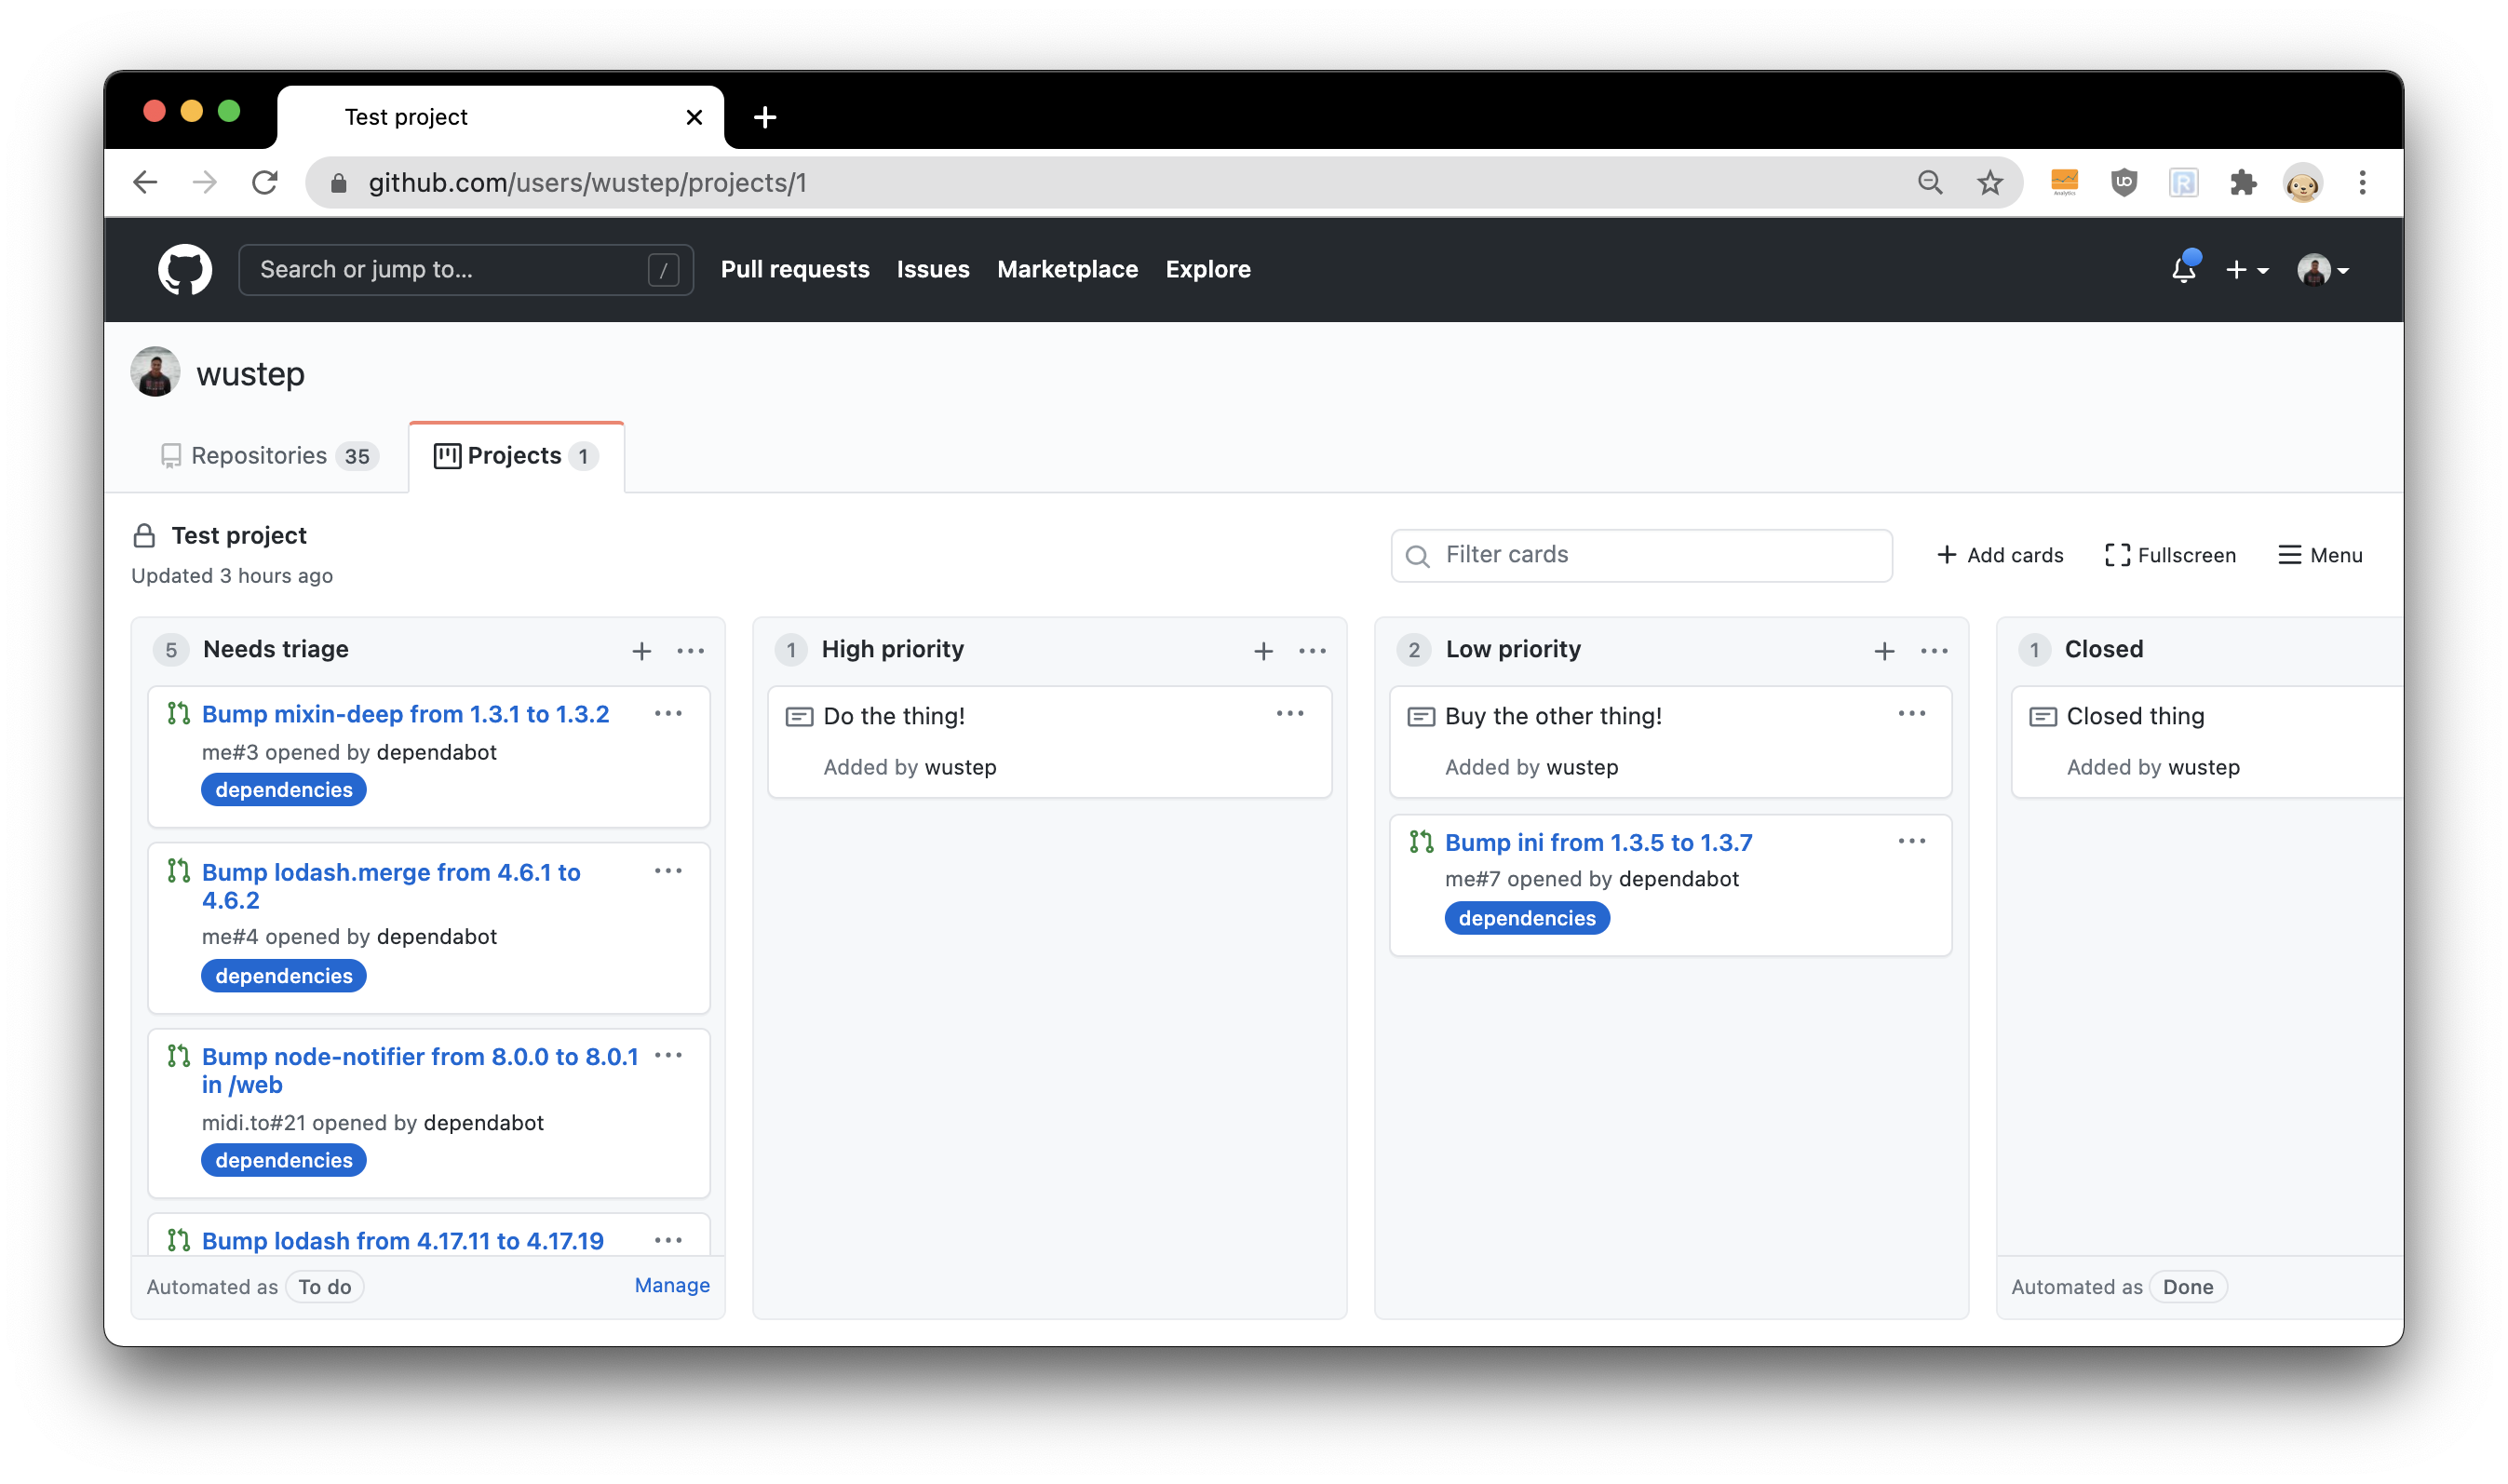 Test project
github.com/users/wustep/projects/1
Search or jump to... /
Pull requests Issues Marketplace Explore
wustep
Repositories 35
Projects 1
Test project
Updated 3 hours ago
Filter cards
Add cards
Fullscreen
Menu
5 Needs triage
Bump mixin-deep from 1.3.1 to 1.3.2
me#3 opened by dependabot
dependencies
Bump lodash.merge from 4.6.1 to
4.6.2
me#4 opened by dependabot
dependencies
Bump node-notifier from 8.0.0 to 8.0.1
in /web
midi.to#21 opened by dependabot
dependencies
Bump lodash from 4.17.11 to 4.17.19
Automated as To do Manage
1 High priority
Do the thing!
Added by wustep
2 Low priority
Buy the other thing!
Added by wustep
Bump ini from 1.3.5 to 1.3.7
me#7 opened by dependabot
dependencies
1 Closed
Closed thing
Added by wustep
Automated as Done